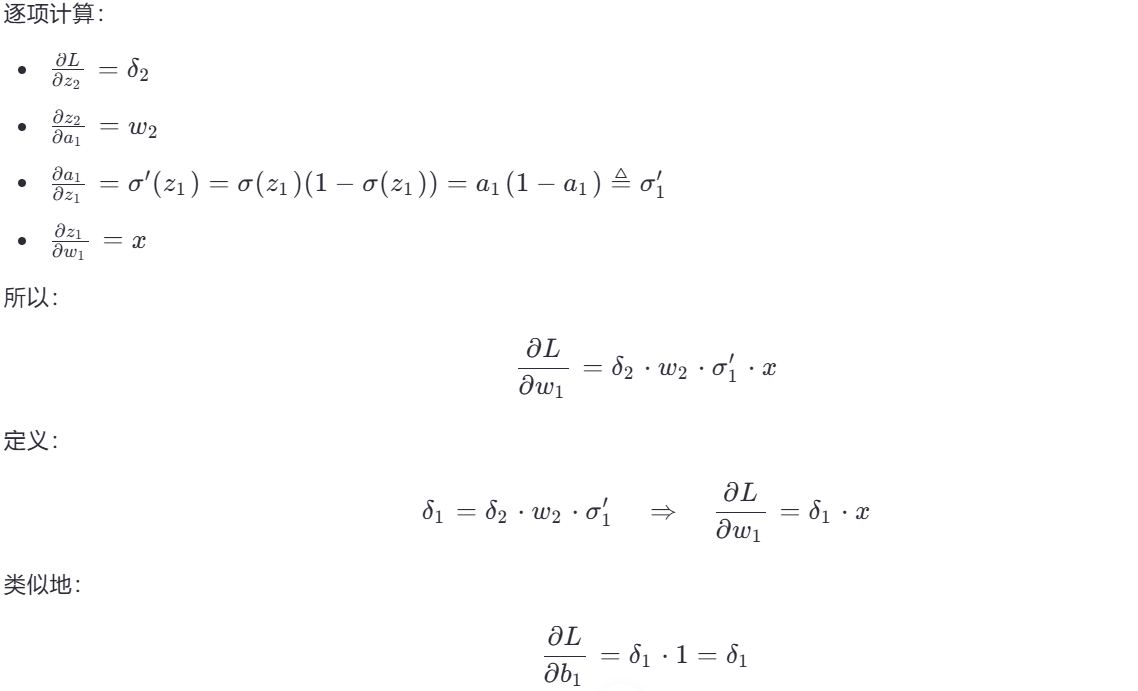 逐项计算：
• ∂L/∂z₂ = δ₂
• ∂z₂/∂a₁ = w₂
• ∂a₁/∂z₁ = σ′(z₁) = σ(z₁)(1 − σ(z₁)) = a₁(1 − a₁) ≜ σ′₁
• ∂z₁/∂w₁ = x
所以：
∂L/∂w₁ = δ₂ · w₂ · σ′₁ · x
定义：
δ₁ = δ₂ · w₂ · σ′₁ ⇒ ∂L/∂w₁ = δ₁ · x
类似地：
∂L/∂b₁ = δ₁ · 1 = δ₁